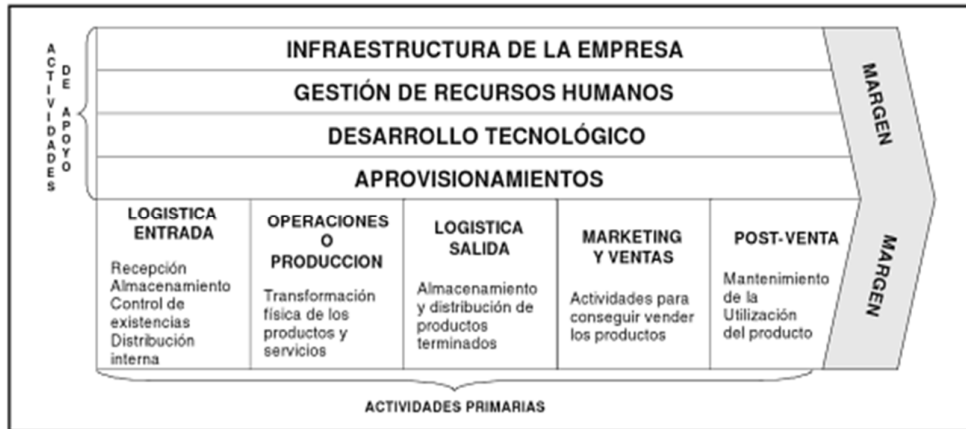 ACTIVIDADES
DE APOYO
INFRAESTRUCTURA DE LA EMPRESA
GESTIÓN DE RECURSOS HUMANOS
DESARROLLO TECNOLÓGICO
APROVISIONAMIENTOS
MARGEN
MARGEN
LOGISTICA
ENTRADA
Recepción
Almacenamiento
Control de
existencias
Distribución
interna
OPERACIONES
O
PRODUCCION
Transformación
física de los
productos y
servicios
LOGISTICA
SALIDA
Almacenamiento
y distribución de
productos
terminados
MARKETING
Y VENTAS
Actividades para
conseguir vender
los productos
POST-VENTA
Mantenimiento
de la
Utilización
del producto
ACTIVIDADES PRIMARIAS